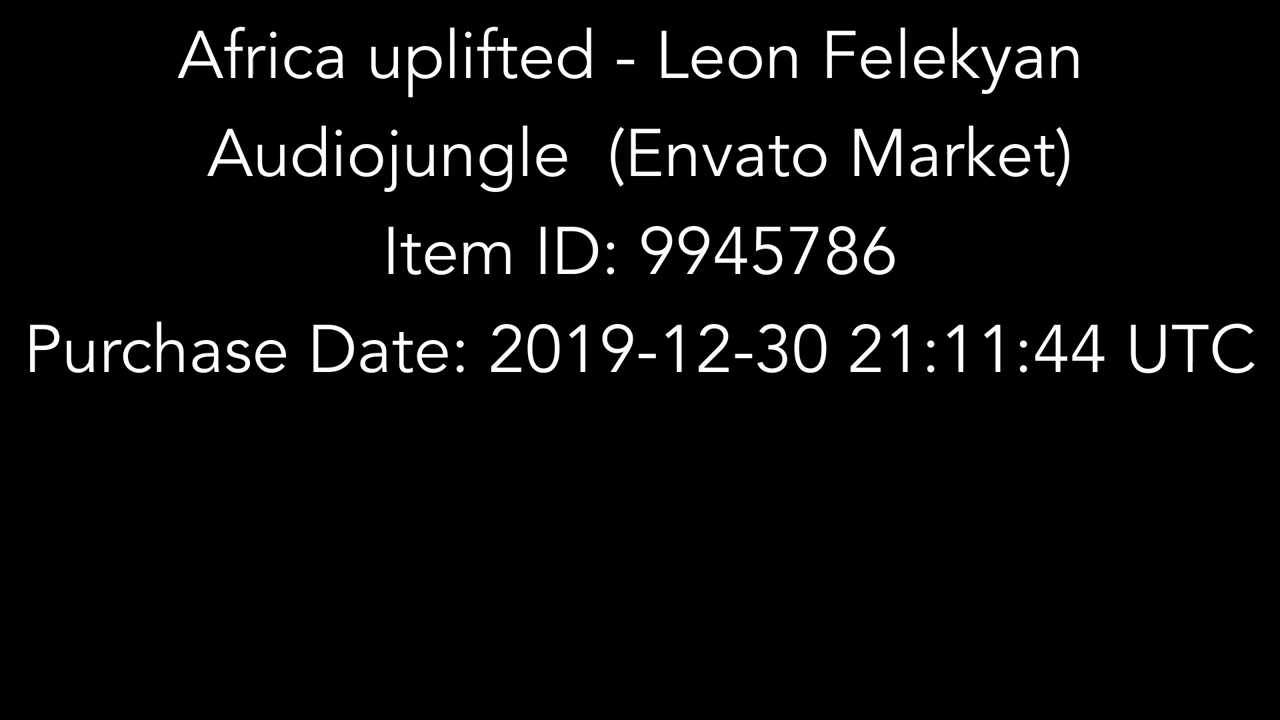 Africa uplifted - Leon Felekyan
Audiojungle  (Envato Market)
Item ID: 9945786
Purchase Date: 2019-12-30 21:11:44 UTC